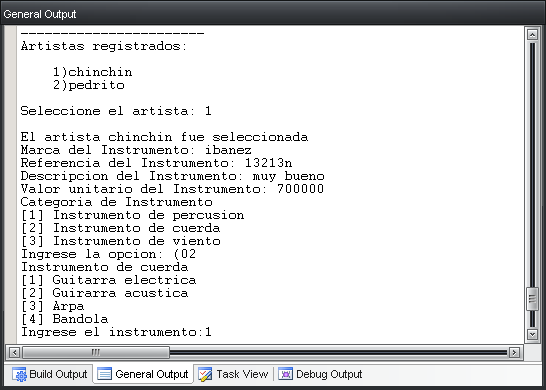 General Output
-----------------------
Artistas registrados:
1)chinchin
2)pedrito
Seleccione el artista: 1
El artista chinchin fue seleccionada
Marca del Instrumento: ibanez
Referencia del Instrumento: 13213n
Descripcion del Instrumento: muy bueno
Valor unitario del Instrumento: 700000
Categoria de Instrumento
[1] Instrumento de percusion
[2] Instrumento de cuerda
[3] Instrumento de viento
Ingrese la opcion: (02
Instrumento de cuerda
[1] Guitarra electrica
[2] Guirarra acustica
[3] Arpa
[4] Bandola
Ingrese el instrumento:1
Build Output General Output Task View Debug Output